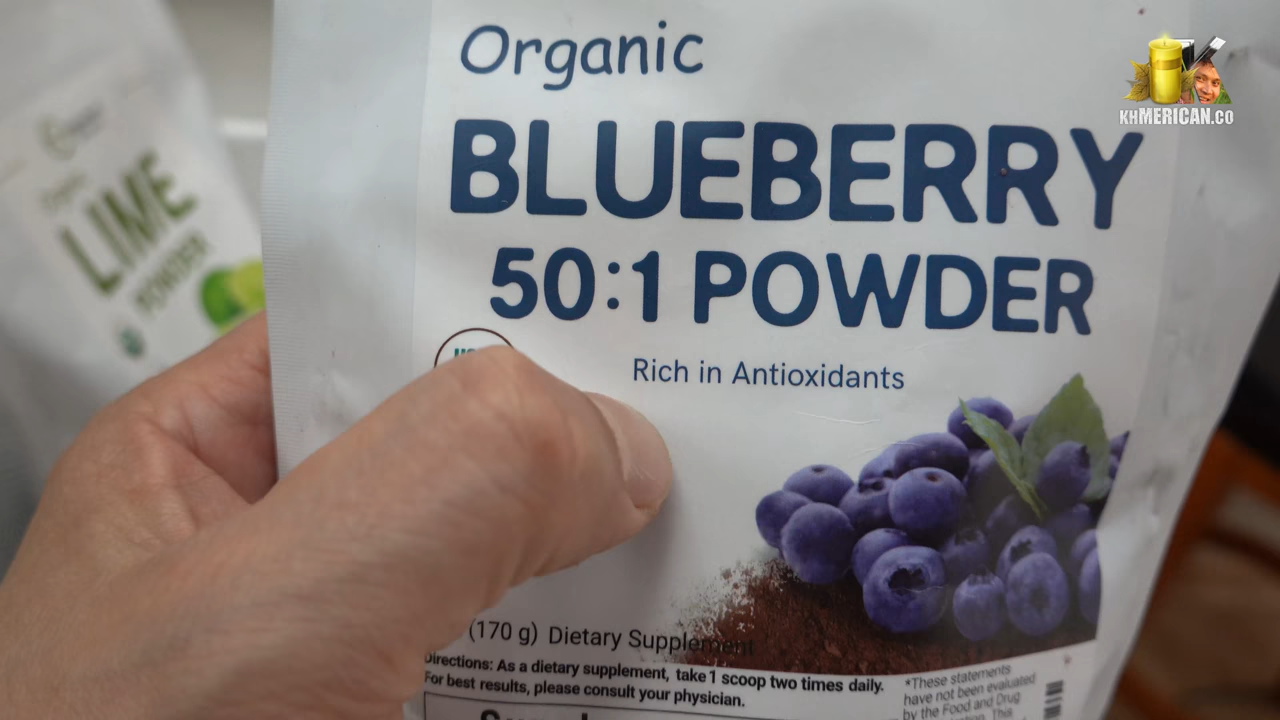 Organic
BLUEBERRY
50:1 POWDER
Rich in Antioxidants
(170 g) Dietary Supplement
Directions: As a dietary supplement, take 1 scoop two times daily.
For best results, please consult your physician.
*These statements
have not been evaluated
by the Food and Drug
This
LIME
POWDER
KHMERICAN.CO